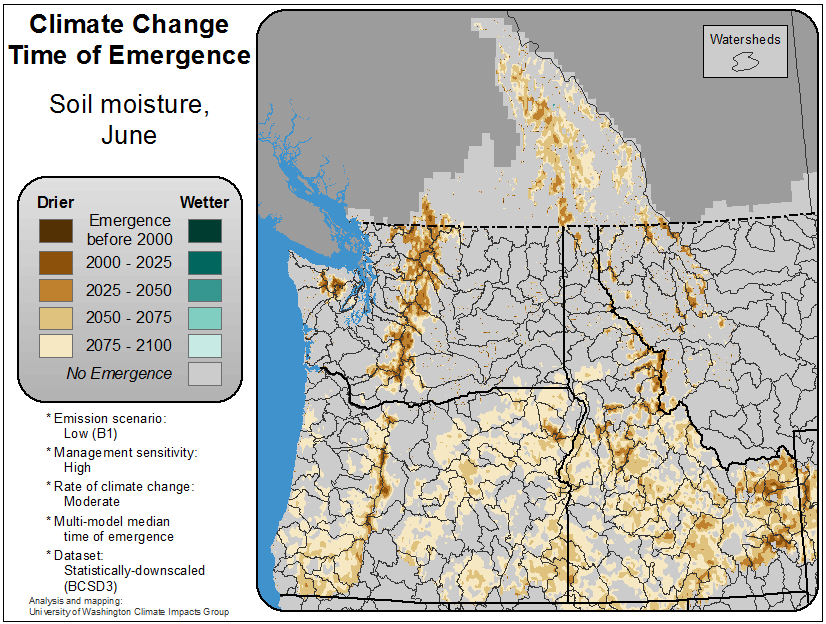 Climate Change
Time of Emergence
Soil moisture,
June
Drier
Wetter
Emergence
before 2000
2000 - 2025
2025 - 2050
2050 - 2075
2075 - 2100
No Emergence
* Emission scenario:
Low (B1)
* Management sensitivity:
High
* Rate of climate change:
Moderate
* Multi-model median
time of emergence
* Dataset:
Statistically-downscaled
(BCSD3)
Analysis and mapping:
University of Washington Climate Impacts Group
Watersheds